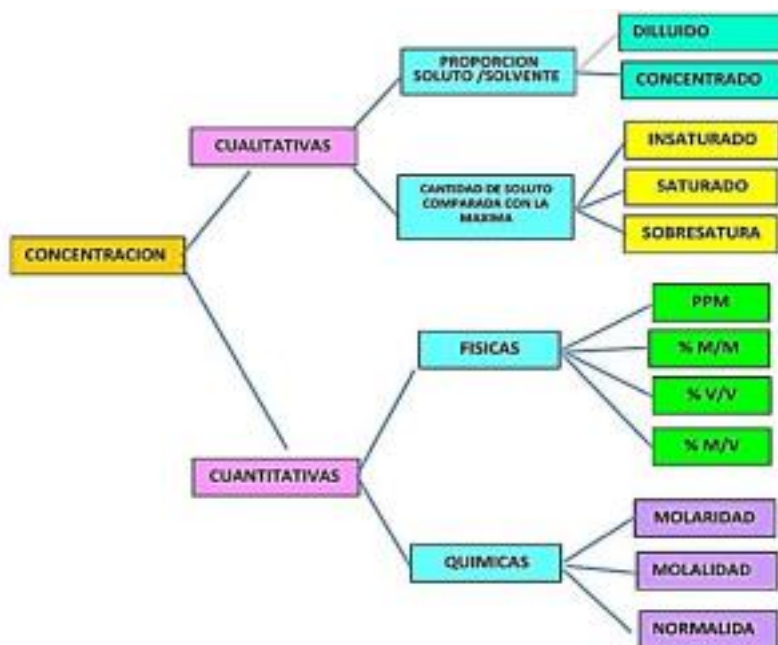 DILLUIDO
PROPORCION
SOLUTO /SOLVENTE
CONCENTRADO
CUALITATIVAS
INSATURADO
CANTIDAD DE SOLUTO
COMPARADA CON LA
MAXIMA
SATURADO
SOBRESATURA
CONCENTRACION
PPM
FISICAS
% M/M
% V/V
% M/V
CUANTITATIVAS
MOLARIDAD
QUIMICAS
MOLALIDAD
NORMALIDA